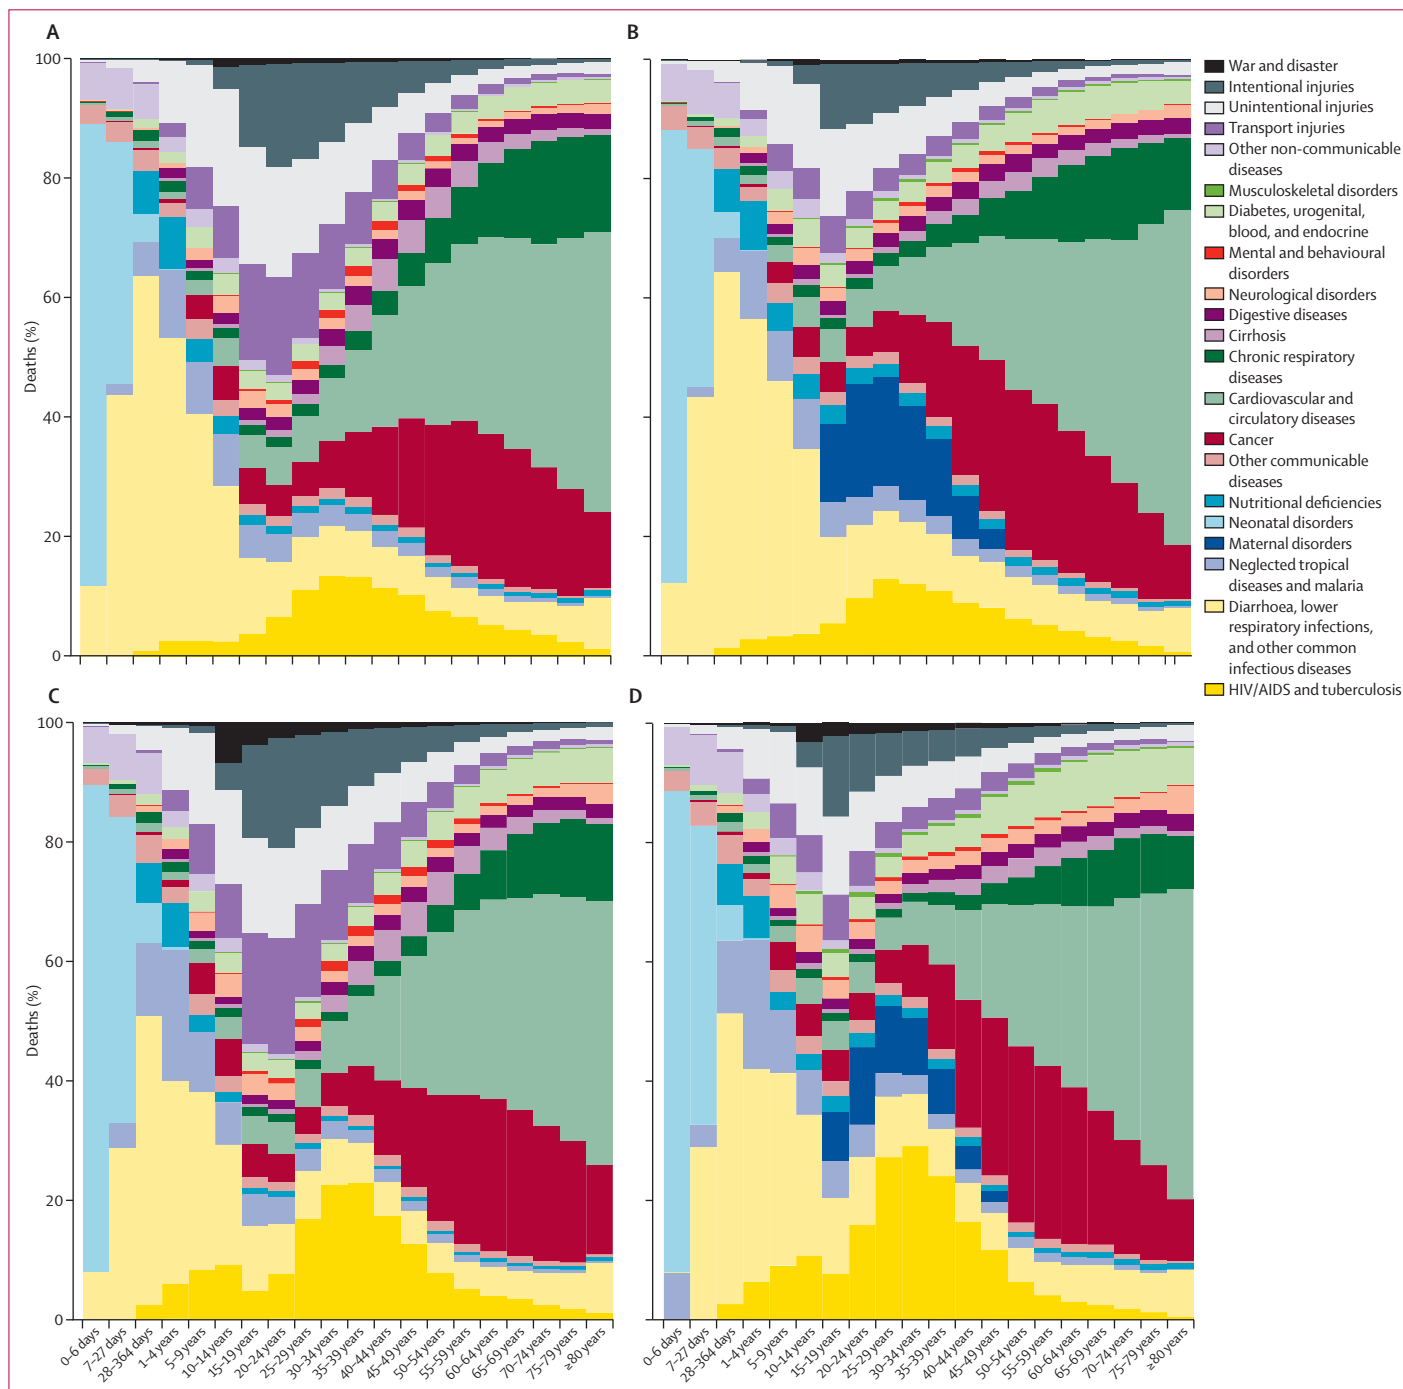 A
B
War and disaster
Intentional injuries
Unintentional injuries
Transport injuries
Other non-communicable
diseases
Musculoskeletal disorders
Diabetes, urogenital,
blood, and endocrine
Mental and behavioural
disorders
Neurological disorders
Digestive diseases
Cirrhosis
Chronic respiratory
diseases
Cardiovascular and
circulatory diseases
Cancer
Other communicable
diseases
Nutritional deficiencies
Neonatal disorders
Maternal disorders
Neglected tropical
diseases and malaria
Diarrhoea, lower
respiratory infections,
and other common
infectious diseases
HIV/AIDS and tuberculosis
100
80
60
40
20
0
Deaths (%)
C
D
100
80
60
40
20
0
Deaths (%)
0–6 days
7–27 days
28–364 days
1–4 years
5–9 years
10–14 years
15–19 years
20–24 years
25–29 years
30–34 years
35–39 years
40–44 years
45–49 years
50–54 years
55–59 years
60–64 years
65–69 years
70–74 years
75–79 years
≥80 years
0–6 days
7–27 days
28–364 days
1–4 years
5–9 years
10–14 years
15–19 years
20–24 years
25–29 years
30–34 years
35–39 years
40–44 years
45–49 years
50–54 years
55–59 years
60–64 years
65–69 years
70–74 years
75–79 years
≥80 years